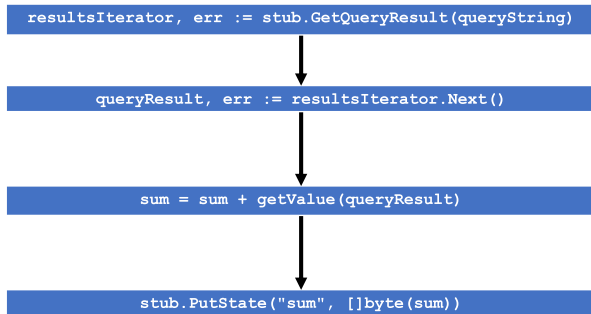 resultsIterator, err := stub.GetQueryResult(queryString)
queryResult, err := resultsIterator.Next()
sum = sum + getValue(queryResult)
stub.PutState("sum", []byte(sum))